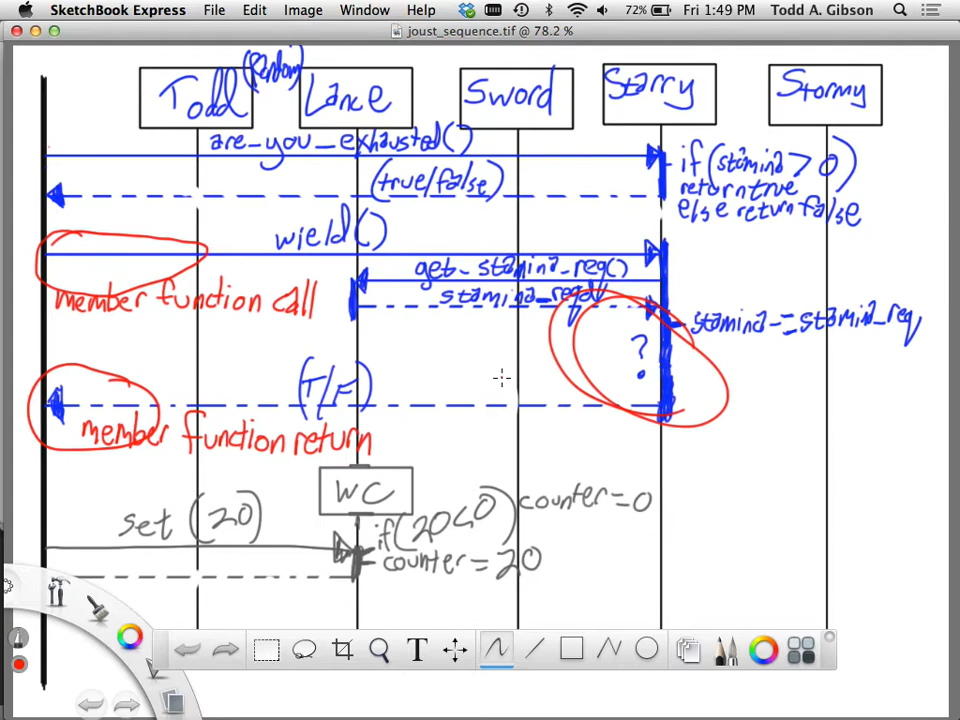 SketchBook Express File Edit Image Window Help 72% Fri 1:49 PM Todd A. Gibson
joust_sequence.tif @ 78.2 %
Todd (random) Lance Sword Starry Stormy
are_you_exhausted()
if (stamina > 0)
return true
else return false
(true/false)
wield()
get_stamina_req()
member function call
stamina_req
stamina -= stamina_req
?
(T/F)
member function return
WC
set (20)
if (20<0) counter = 0
counter = 20
T